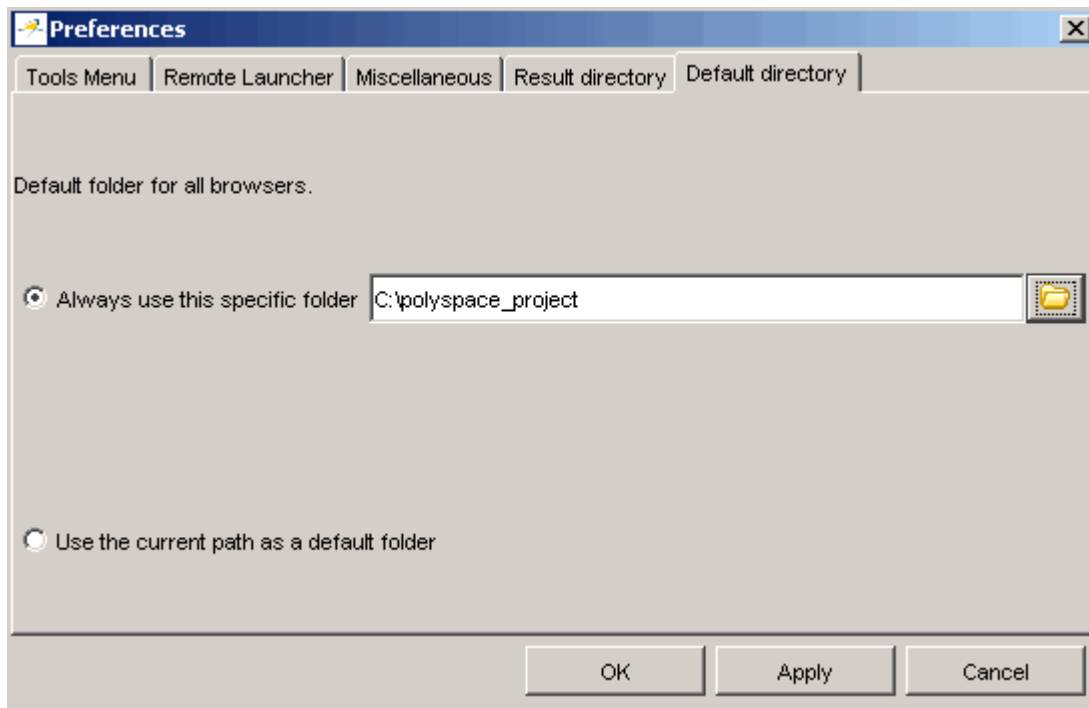 Preferences
Tools Menu Remote Launcher Miscellaneous Result directory Default directory
Default folder for all browsers.
Always use this specific folder C:\polyspace_project
Use the current path as a default folder
OK Apply Cancel